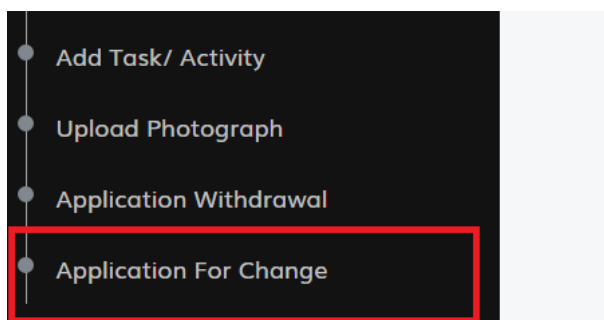 Add Task/ Activity
Upload Photograph
Application Withdrawal
Application For Change